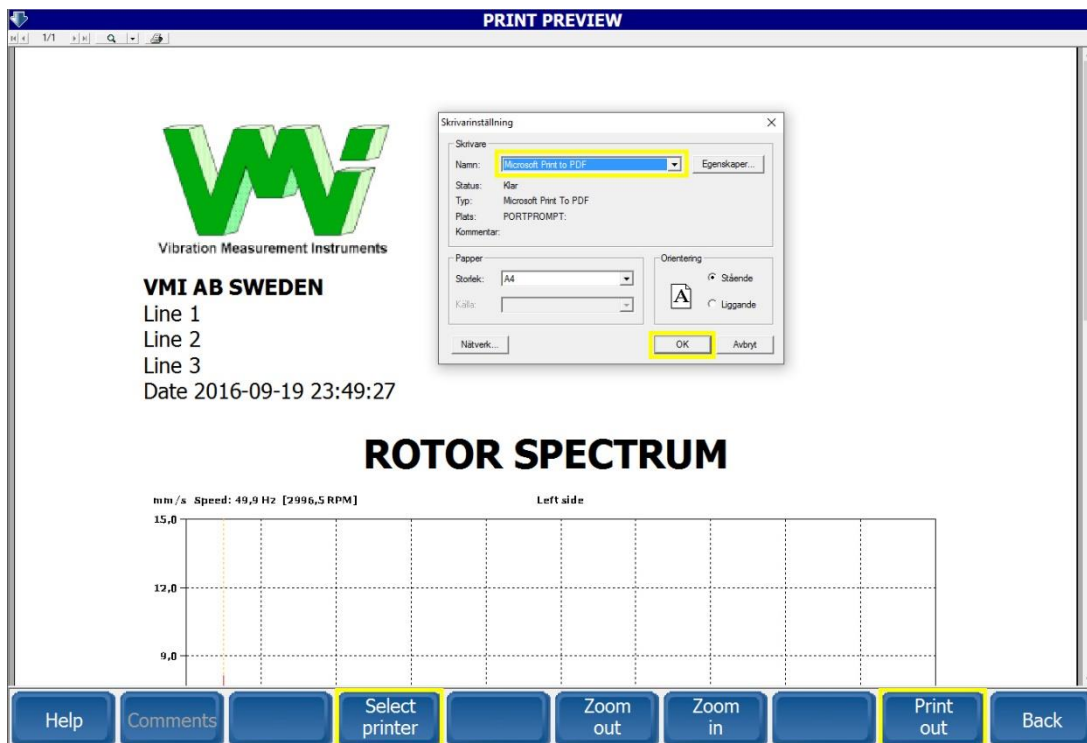 PRINT PREVIEW
1/1
Vibration Measurement Instruments
VMI AB SWEDEN
Line 1
Line 2
Line 3
Date 2016-09-19 23:49:27
Skrivarinställning
Skrivare
Namn: Microsoft Print to PDF Egenskaper...
Status: Klar
Typ: Microsoft Print To PDF
Plats: PORTPROMPT:
Kommentar:
Papper
Storlek: A4
Källa:
Orientering
A
Stående
Liggande
Nätverk... OK Avbryt
ROTOR SPECTRUM
mm/s Speed: 49,9 Hz [2996,5 RPM] Left side
15,0
12,0
9,0
Help Comments Select printer Zoom out Zoom in Print out Back